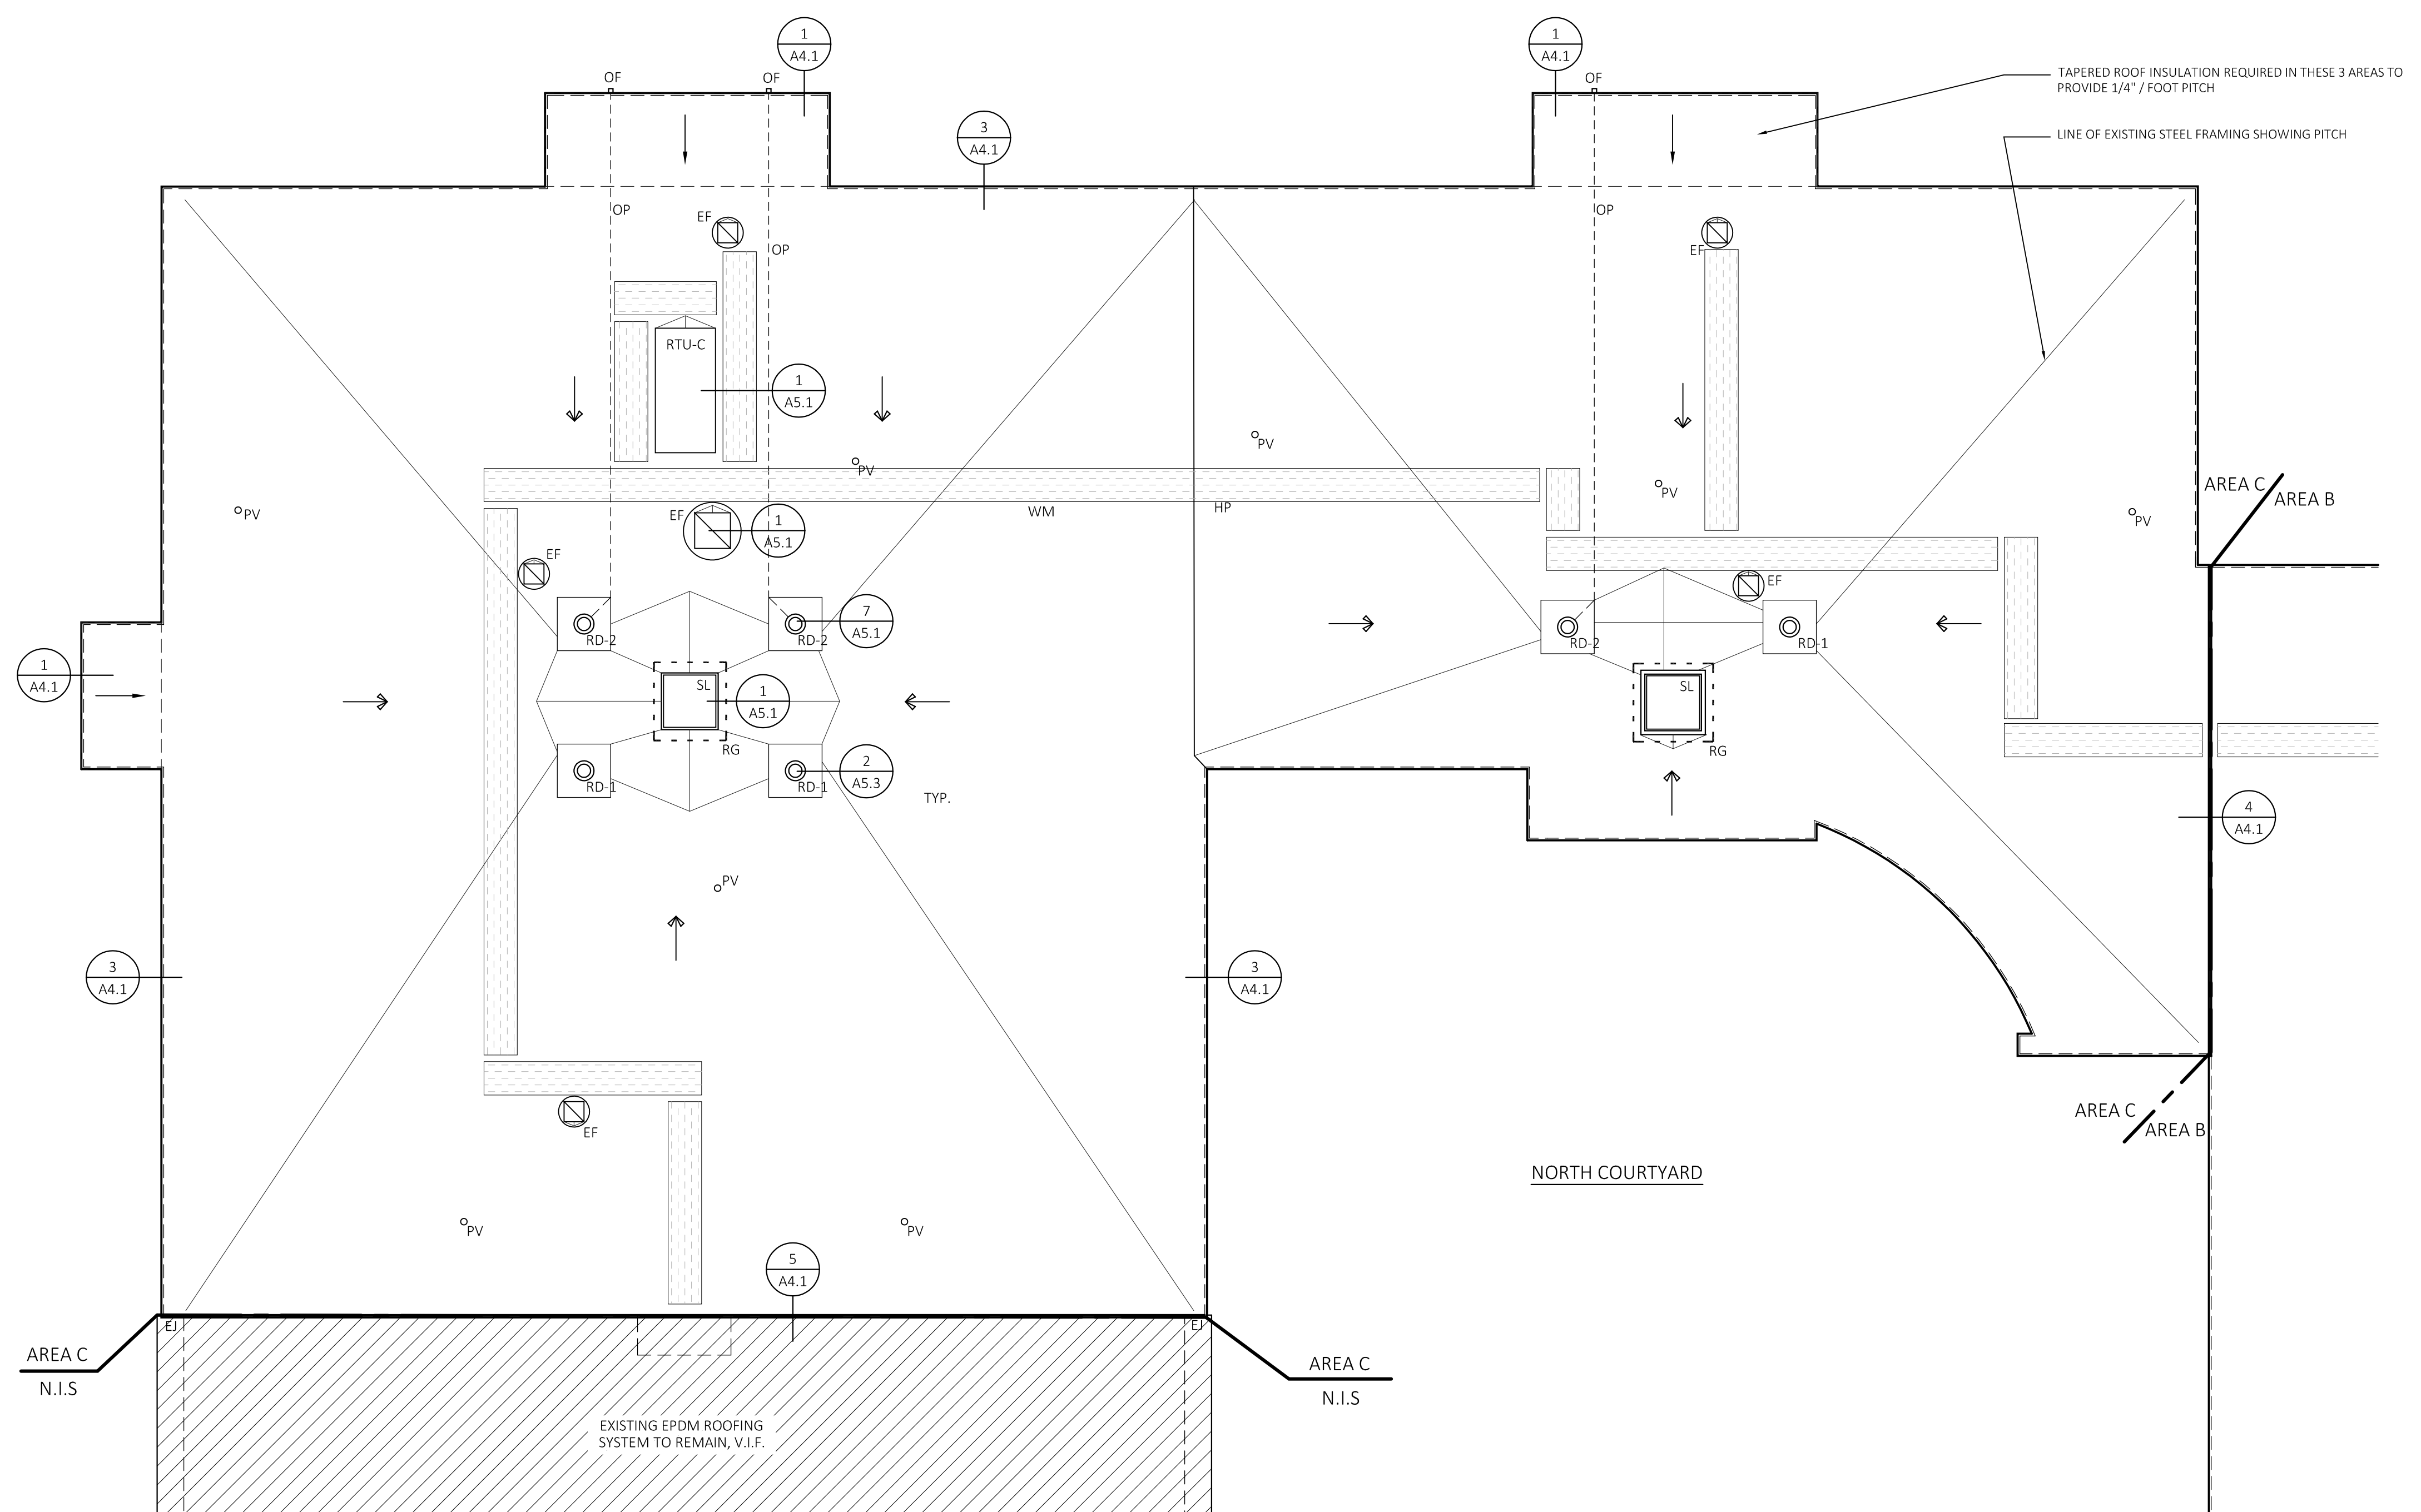 1
A4.1
1
A4.1
OF
OF
OF
TAPERED ROOF INSULATION REQUIRED IN THESE 3 AREAS TO
PROVIDE 1/4" / FOOT PITCH
3
A4.1
LINE OF EXISTING STEEL FRAMING SHOWING PITCH
OP
EF
OP
OP
EF
RTU-C
1
A5.1
PV
PV
PV
PV
PV
AREA C
AREA B
EF
1
A5.1
WM
HP
EF
EF
RD-2
RD-2
7
A5.1
RD-2
RD-1
1
A4.1
SL
1
A5.1
RG
SL
RG
RD-1
RD-1
2
A5.3
TYP.
4
A4.1
PV
3
A4.1
3
A4.1
EF
AREA C
AREA B
NORTH COURTYARD
PV
PV
5
A4.1
EJ
EJ
AREA C
N.I.S
AREA C
N.I.S
EXISTING EPDM ROOFING
SYSTEM TO REMAIN, V.I.F.